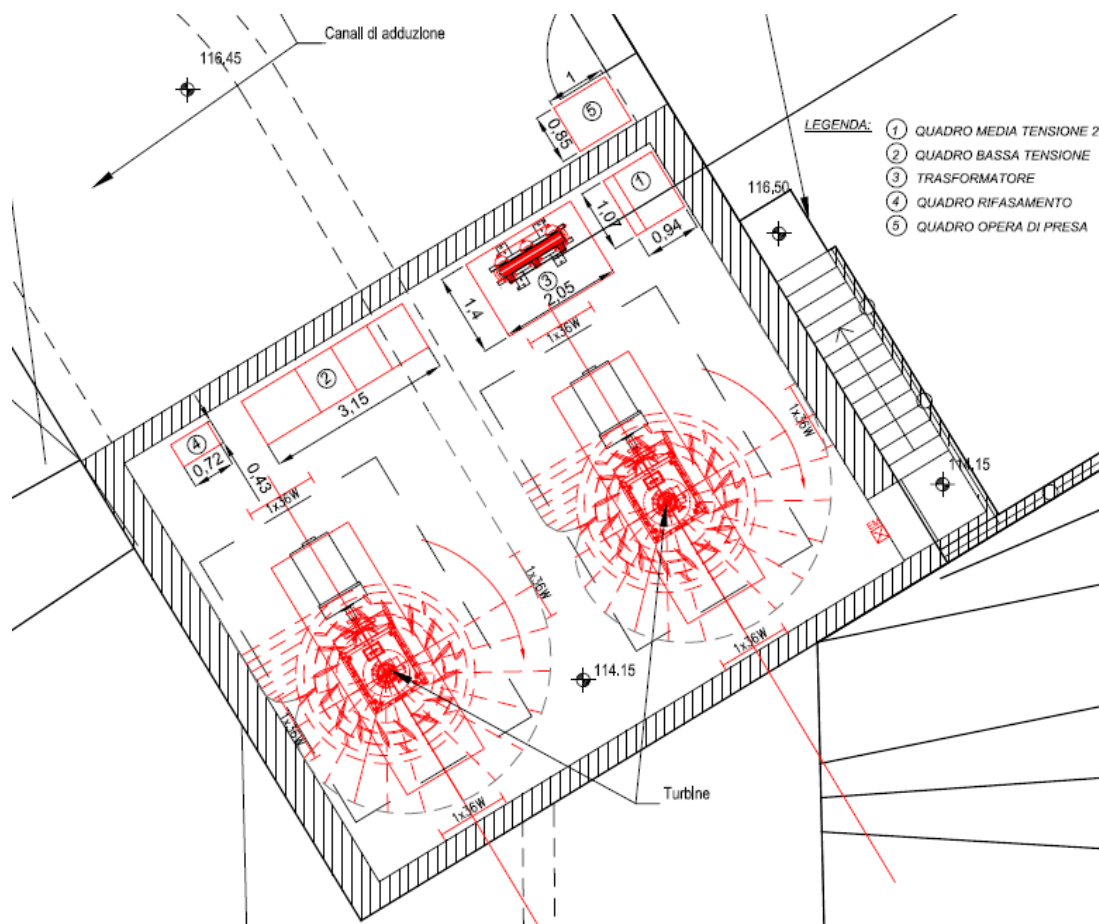 Canali di adduzione
116,45
1
5
0,85
LEGENDA:
1 QUADRO MEDIA TENSIONE 2
2 QUADRO BASSA TENSIONE
3 TRASFORMATORE
4 QUADRO RIFASAMENTO
5 QUADRO OPERA DI PRESA
1
1,07
0,94
116,50
3
2,05
1,4
1x36W
2
3,15
1x36W
4
0,72
0,43
1x36W
114.15
1x36W
1x36W
114.15
1x36W
1x36W
Turbine